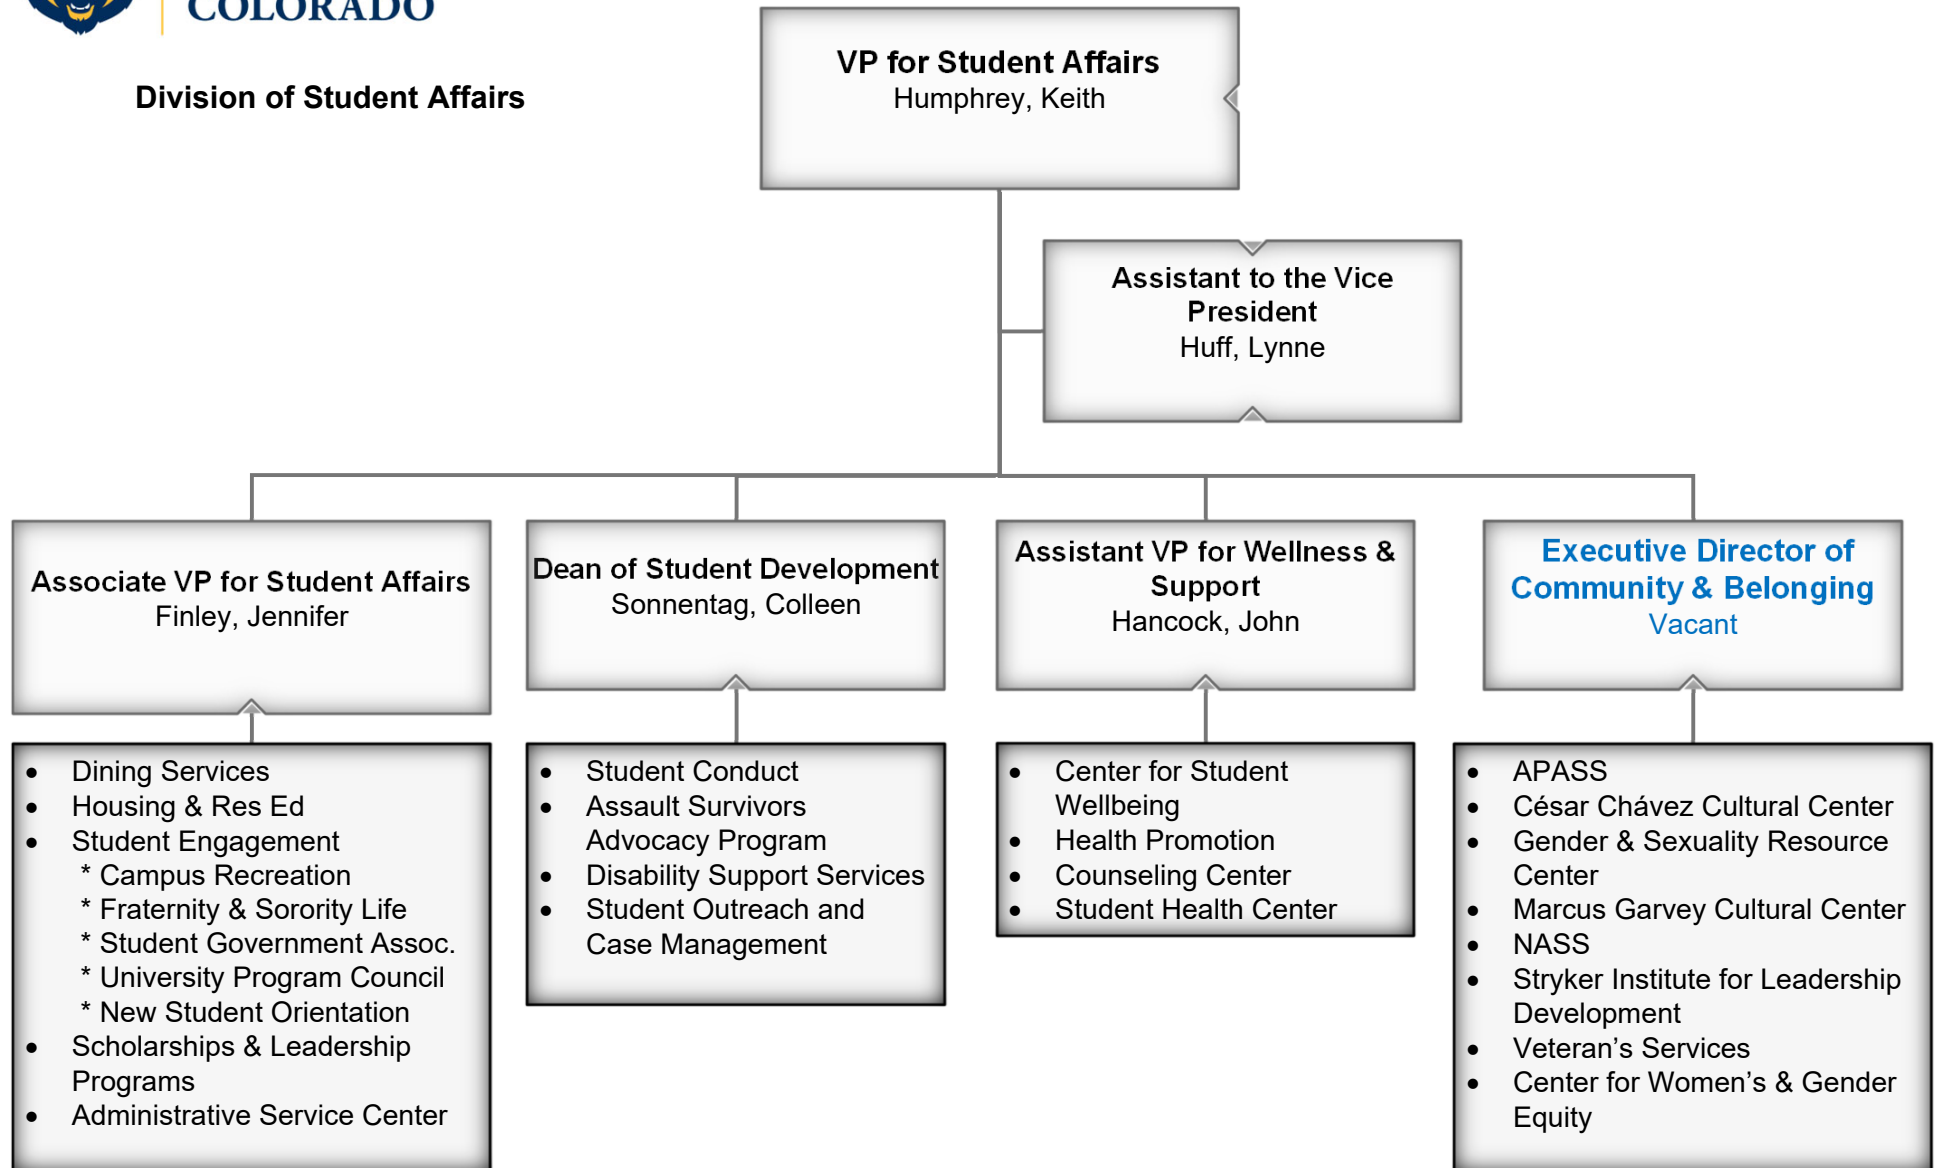 COLORADO
Division of Student Affairs
VP for Student Affairs
Humphrey, Keith
Assistant to the Vice
President
Huff, Lynne
Associate VP for Student Affairs
Finley, Jennifer
Dean of Student Development
Sonnentag, Colleen
Assistant VP for Wellness &
Support
Hancock, John
Executive Director of
Community & Belonging
Vacant
• Dining Services
• Housing & Res Ed
• Student Engagement
* Campus Recreation
* Fraternity & Sorority Life
* Student Government Assoc.
* University Program Council
* New Student Orientation
• Scholarships & Leadership
Programs
• Administrative Service Center
• Student Conduct
• Assault Survivors
Advocacy Program
• Disability Support Services
• Student Outreach and
Case Management
• Center for Student
Wellbeing
• Health Promotion
• Counseling Center
• Student Health Center
• APASS
• César Chávez Cultural Center
• Gender & Sexuality Resource
Center
• Marcus Garvey Cultural Center
• NASS
• Stryker Institute for Leadership
Development
• Veteran’s Services
• Center for Women’s & Gender
Equity